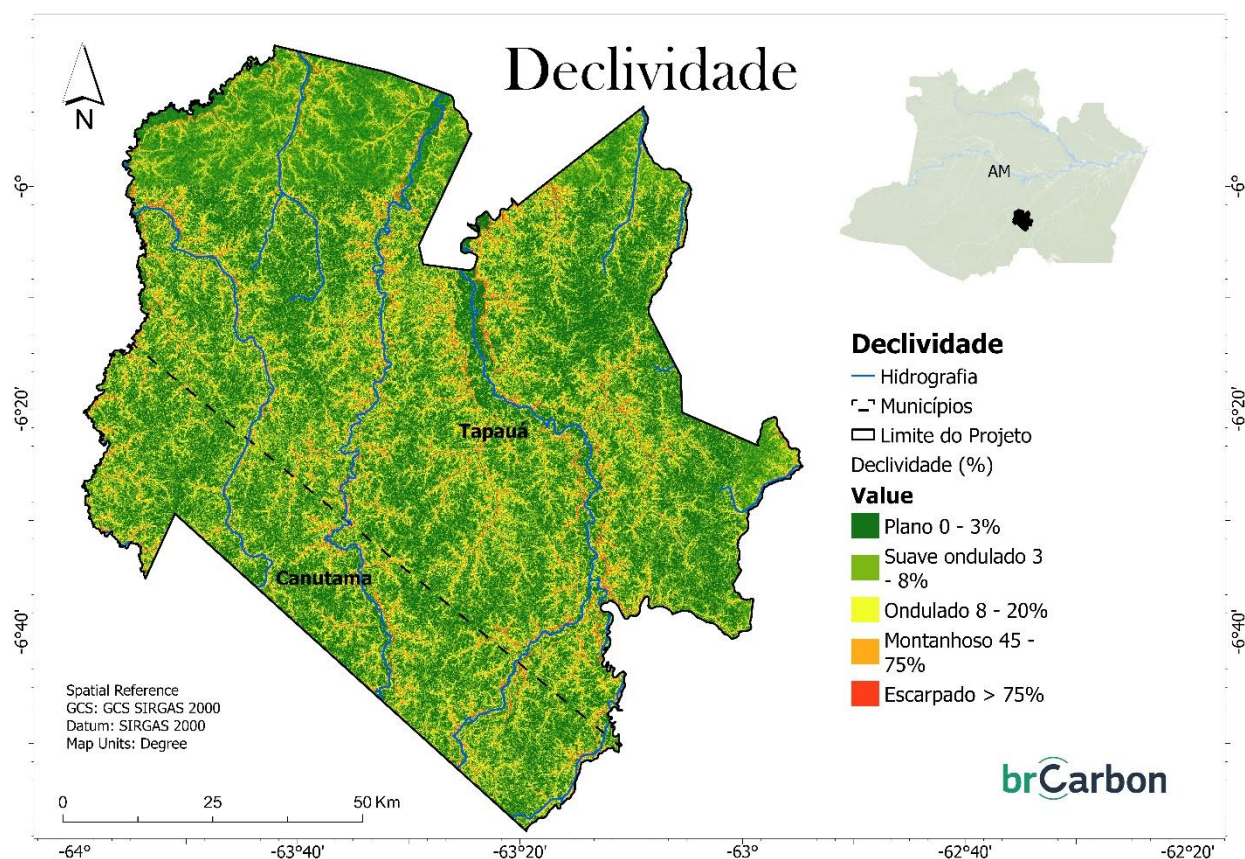 Declividade
N
AM
-6°
-6°
-6°20'
-6°20'
-6°40'
-6°40'
Tapauá
Canutama
Declividade
Hidrografia
Municípios
Limite do Projeto
Declividade (%)
Value
Plano 0 - 3%
Suave ondulado 3
- 8%
Ondulado 8 - 20%
Montanhoso 45 -
75%
Escarpado > 75%
Spatial Reference
GCS: GCS SIRGAS 2000
Datum: SIRGAS 2000
Map Units: Degree
0 25 50 Km
brCarbon
-64° -63°40' -63°20' -63° -62°40' -62°20'